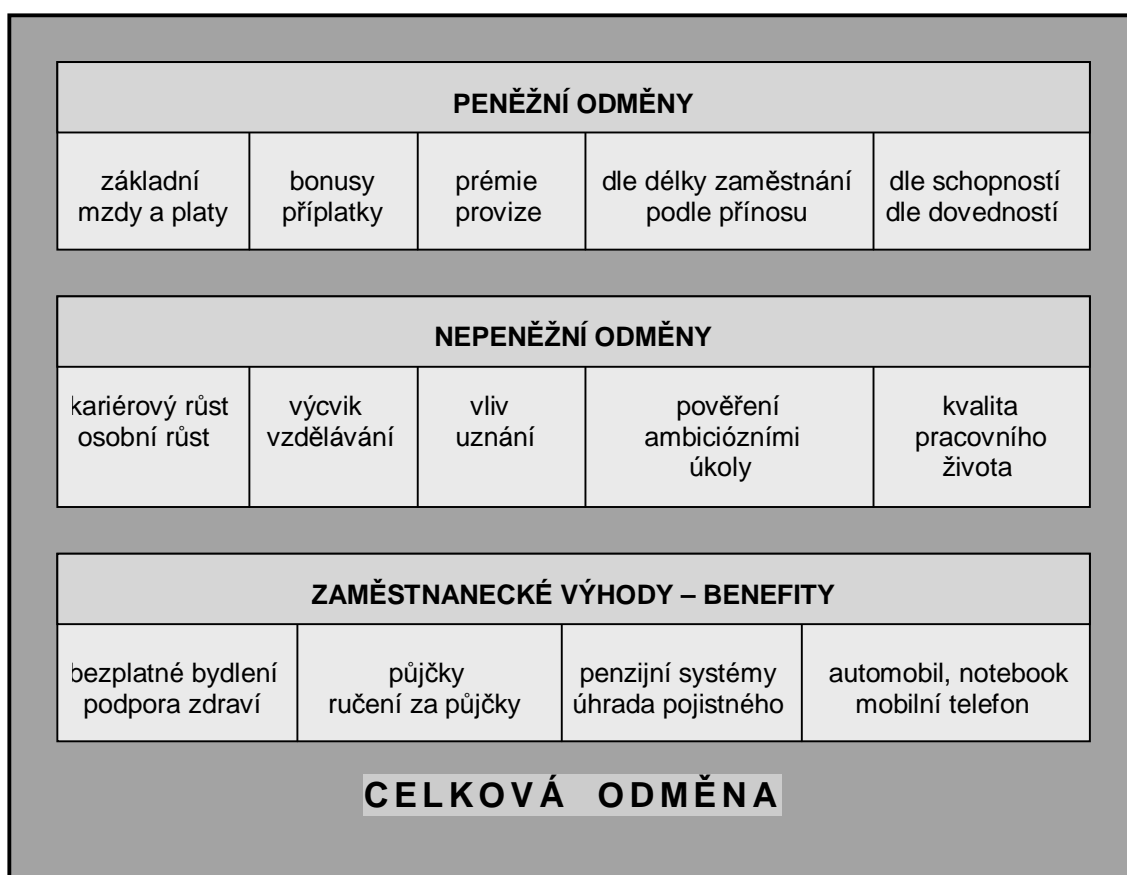 PENĚŽNÍ ODMĚNY
základní
mzdy a platy
bonusy
příplatky
prémie
provize
dle délky zaměstnání
podle přínosu
dle schopností
dle dovedností
NEPENĚŽNÍ ODMĚNY
kariérový růst
osobní růst
výcvik
vzdělávání
vliv
uznání
pověření
ambiciózními
úkoly
kvalita
pracovního
života
ZAMĚSTNANECKÉ VÝHODY – BENEFITY
bezplatné bydlení
podpora zdraví
půjčky
ručení za půjčky
penzijní systémy
úhrada pojistného
automobil, notebook
mobilní telefon
CELKOVÁ ODMĚNA